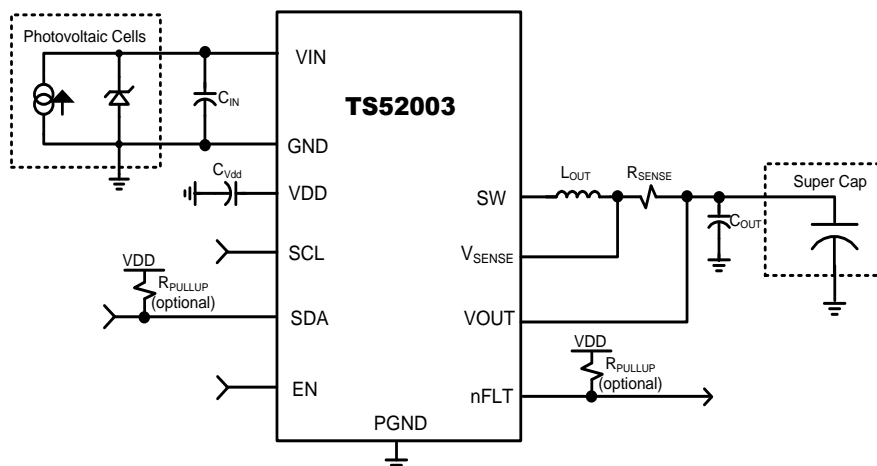 Photovoltaic Cells
VIN
CIN
TS52003
GND
CVdd
VDD
SW
LOUT
RSENSE
Super Cap
COUT
SCL
VSENSE
VDD
RPULLUP
(optional)
SDA
VOUT
VDD
RPULLUP
(optional)
EN
nFLT
PGND